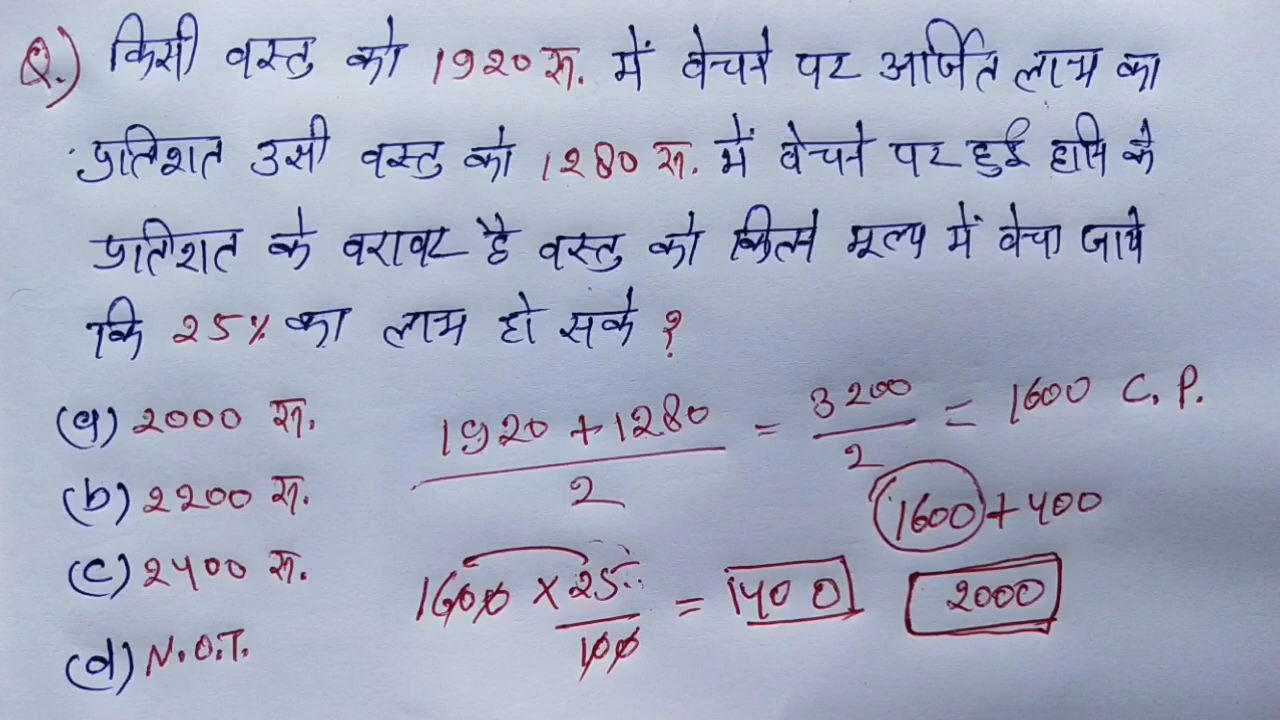 Q.) किसी वस्तु को 1920 रु. में बेचने पर अर्जित लाभ का
प्रतिशत उसी वस्तु को 1280 रु. में बेचने पर हुई हानि के
प्रतिशत के बराबर है वस्तु को कितने मूल्य में बेचा जाये
कि 25% का लाभ हो सके ?
(a) 2000 रु.
(b) 2200 रु.
(c) 2400 रु.
(d) N.O.T.
1920 + 1280 / 2 = 3200 / 2 = 1600 C.P.
1600 + 400
1600 × 25 / 100 = 400
2000